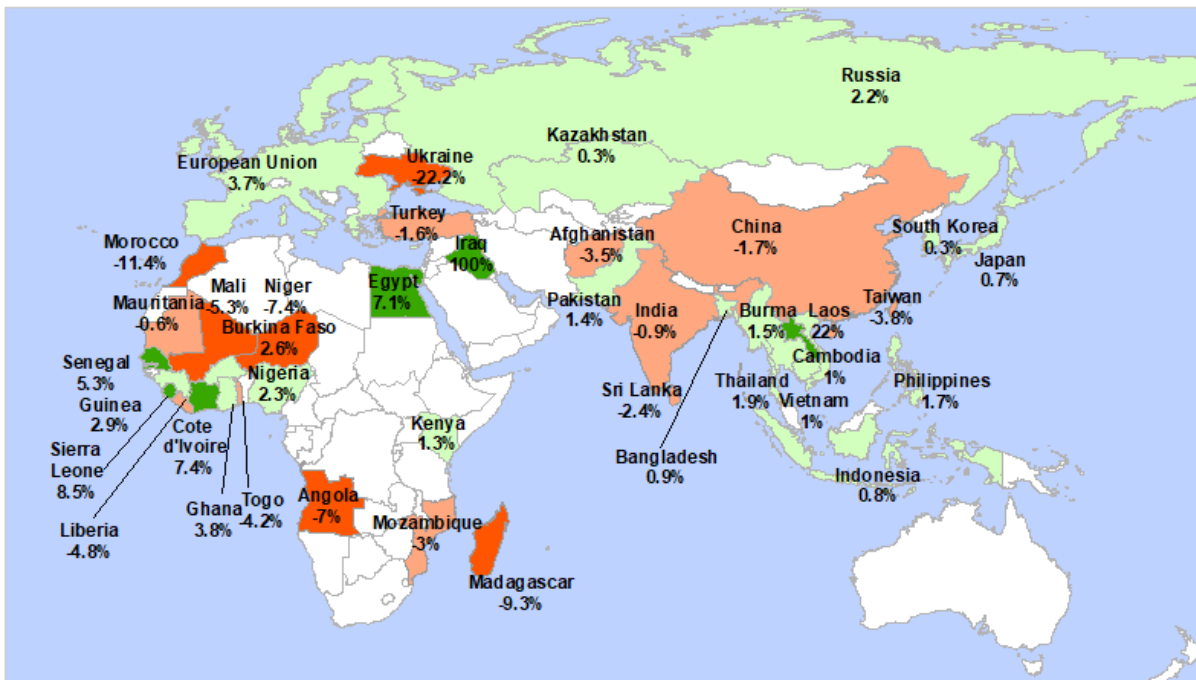 Russia
2.2%
Kazakhstan
0.3%
European Union
3.7%
Ukraine
-22.2%
Turkey
-1.6%
Iraq
100%
Afghanistan
-3.5%
China
-1.7%
South Korea
0.3%
Japan
0.7%
Morocco
-11.4%
Mali
-5.3%
Niger
-7.4%
Egypt
7.1%
Mauritania
-0.6%
Burkina Faso
2.6%
Pakistan
1.4%
India
-0.9%
Burma
1.5%
Laos
22%
Taiwan
-3.8%
Senegal
5.3%
Guinea
2.9%
Nigeria
2.3%
Sierra
Leone
8.5%
Cote
d'Ivoire
7.4%
Liberia
-4.8%
Ghana
3.8%
Togo
-4.2%
Kenya
1.3%
Angola
-7%
Mozambique
-3%
Madagascar
-9.3%
Sri Lanka
-2.4%
Bangladesh
0.9%
Thailand
1.9%
Cambodia
1%
Vietnam
1%
Philippines
1.7%
Indonesia
0.8%